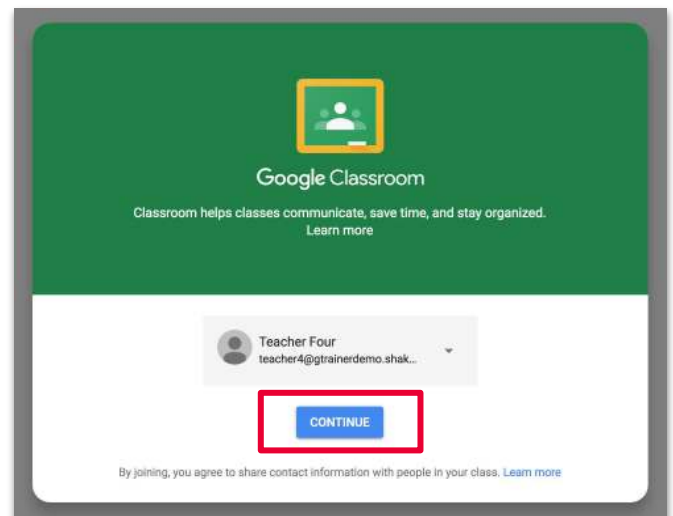 Google Classroom
Classroom helps classes communicate, save time, and stay organized.
Learn more
Teacher Four
teacher4@gtrainerdemo.shak...
CONTINUE
By joining, you agree to share contact information with people in your class. Learn more